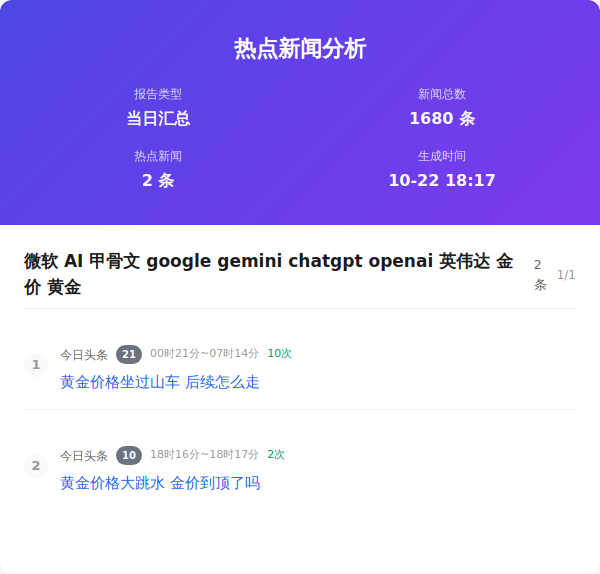 热点新闻分析
报告类型
新闻总数
当日汇总
1680 条
热点新闻
生成时间
2 条
10-22 18:17
微软 AI 甲骨文 google gemini chatgpt openai 英伟达 金
价 黄金
2
条
1/1
1
今日头条 21 00时21分~07时14分 10次
黄金价格坐过山车 后续怎么走
2
今日头条 10 18时16分~18时17分 2次
黄金价格大跳水 金价到顶了吗